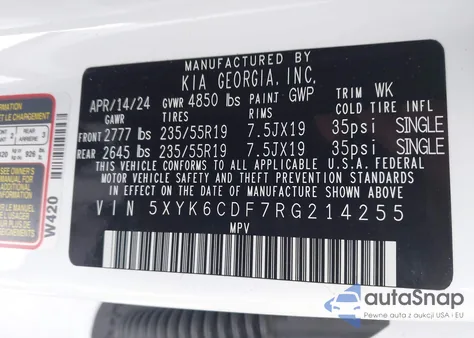 MANUFACTURED BY
KIA GEORGIA, INC.
APR/14/24 GVWR 4850 lbs PAINT GWP TRIM WK
GAWR TIRES RIMS COLD TIRE INFL
FRONT 2777 lbs 235/55R19 7.5JX19 35psi SINGLE
REAR 2645 lbs 235/55R19 7.5JX19 35psi SINGLE
THIS VEHICLE CONFORMS TO ALL APPLICABLE U.S.A. FEDERAL
MOTOR VEHICLE SAFETY, BUMPER, AND THEFT PREVENTION STANDARDS
IN EFFECT ON THE DATE OF MANUFACTURE SHOWN ABOVE.
VIN 5XYK6CDF7RG214255
MPV
W420
autoSnap
Pewne auta z aukcji USA - EU